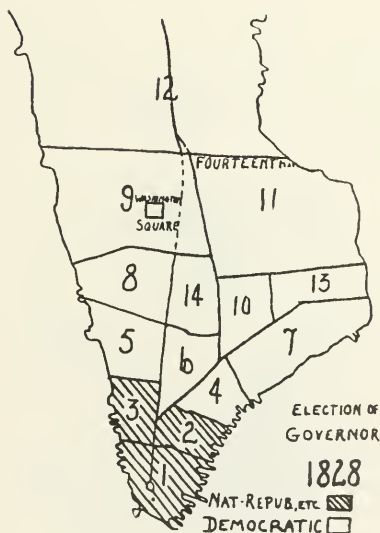 12
FOURTEENTH
9 WASHINGTON
SQUARE
11
8
14
10
13
5
6
7
3
4
2
1
ELECTION OF
GOVERNOR
1828
NAT-REPUB, ETC
DEMOCRATIC